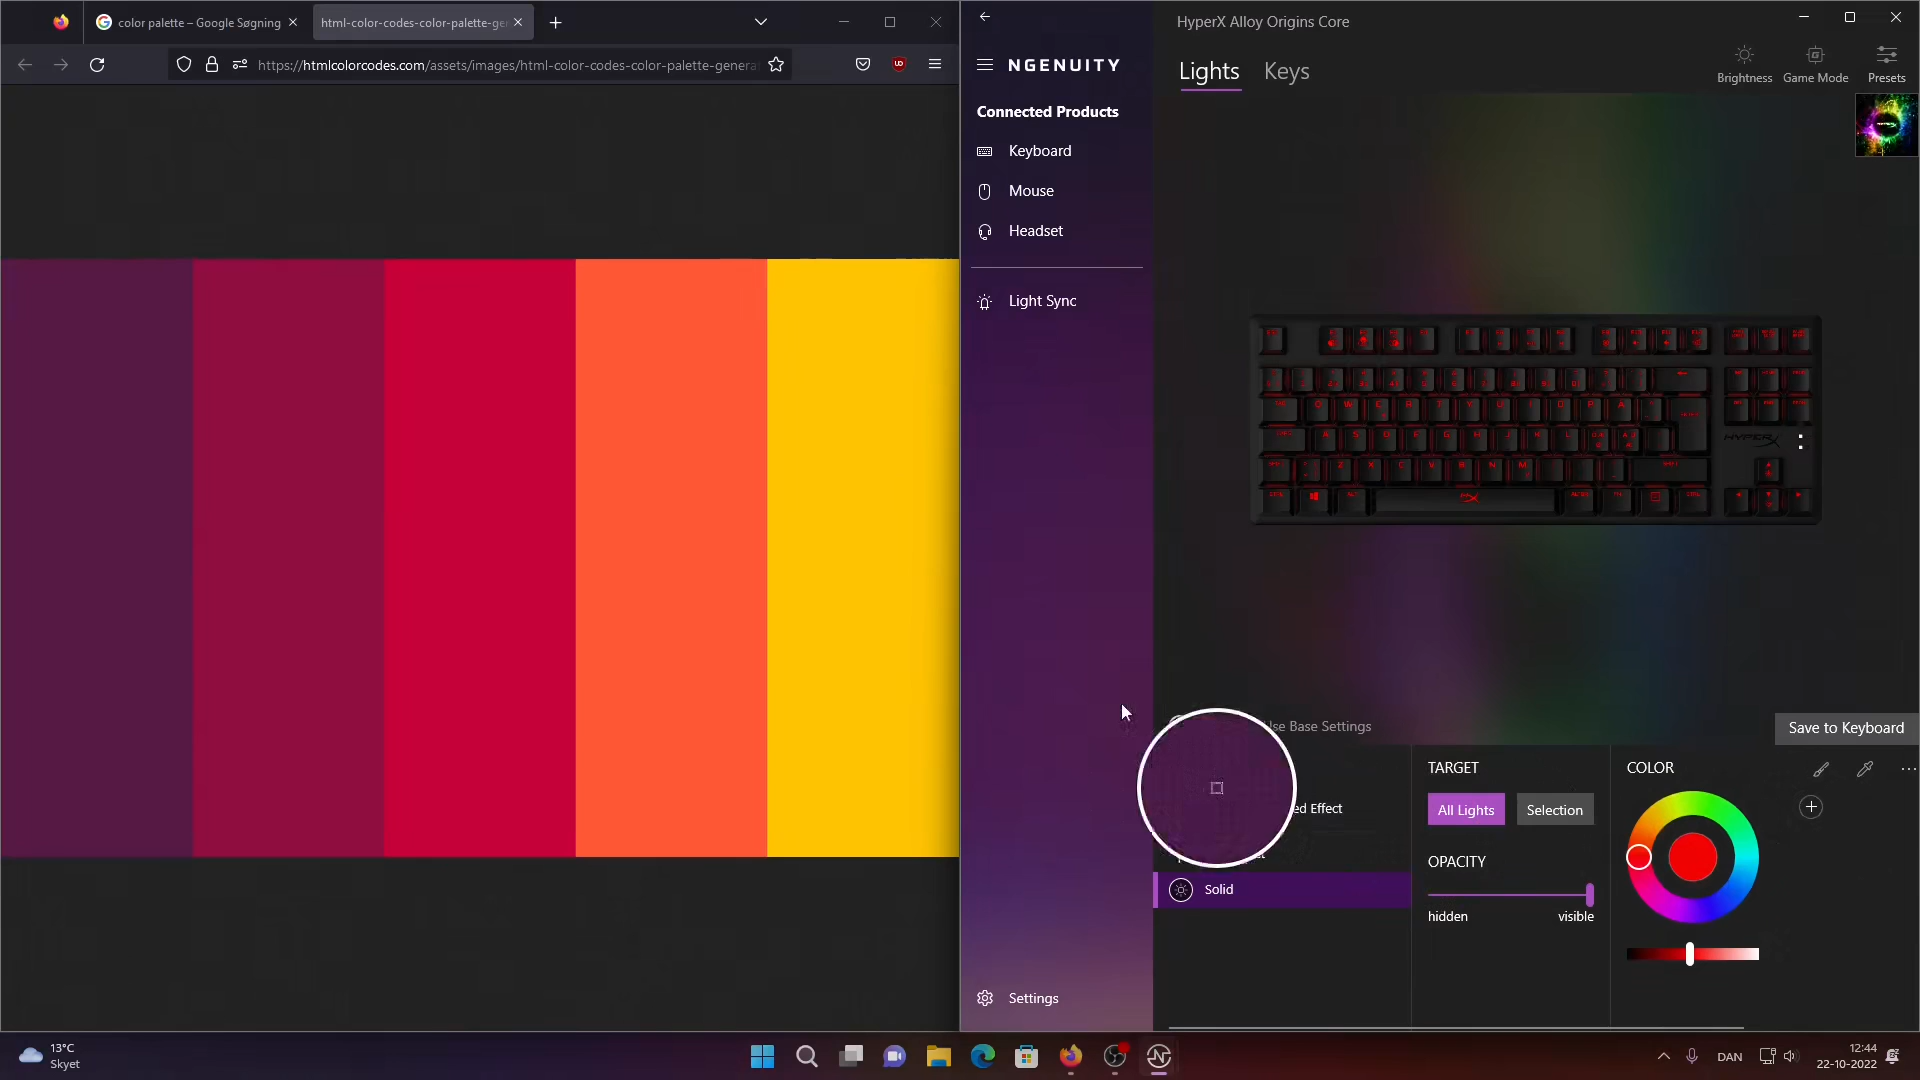 color palette – Google Søgning
html-color-codes-color-palette-gen
https://htmlcolorcodes.com/assets/images/html-color-codes-color-palette-genera
HyperX Alloy Origins Core
NGENUITY
Lights
Keys
Brightness
Game Mode
Presets
Connected Products
Keyboard
Mouse
Headset
Light Sync
HYPERX
Use Base Settings
Save to Keyboard
ed Effect
Solid
TARGET
All Lights
Selection
OPACITY
hidden
visible
COLOR
Settings
13°C
Skyet
DAN
12:44
22-10-2022